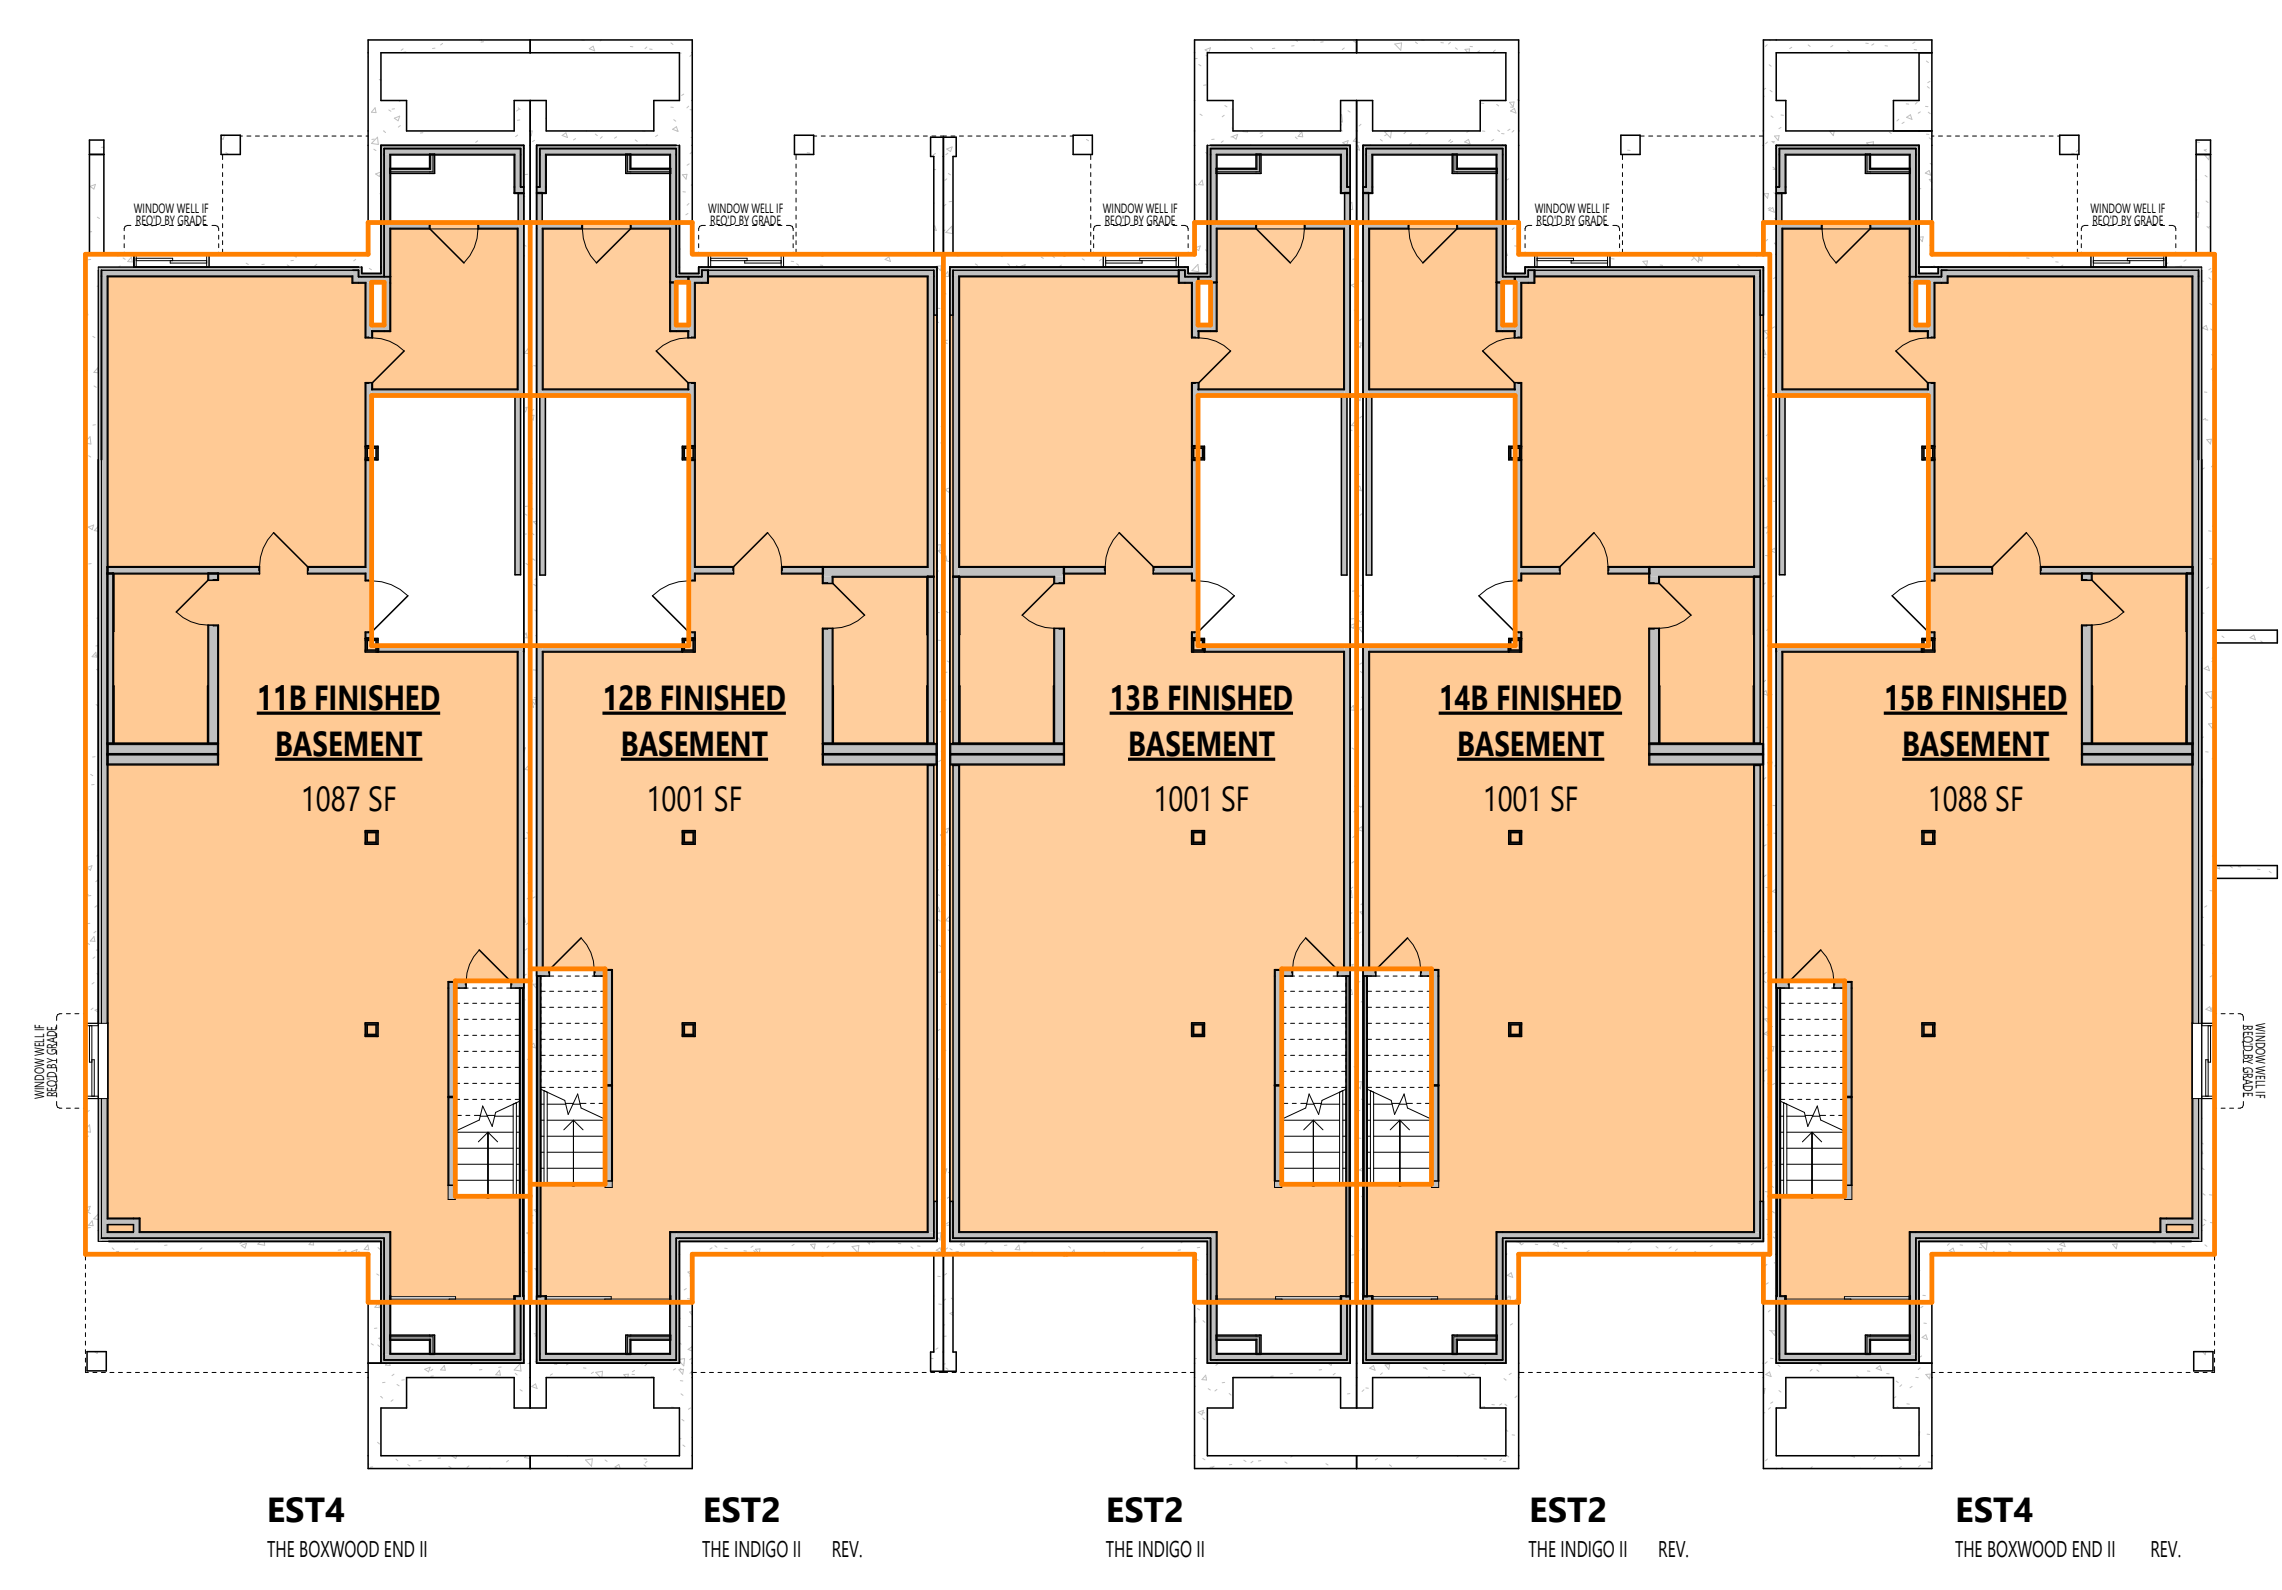 WINDOW WELL IF
REQ'D BY GRADE
WINDOW WELL IF
REQ'D BY GRADE
WINDOW WELL IF
REQ'D BY GRADE
WINDOW WELL IF
REQ'D BY GRADE
WINDOW WELL IF
REQ'D BY GRADE
11B FINISHED
BASEMENT
1087 SF
12B FINISHED
BASEMENT
1001 SF
13B FINISHED
BASEMENT
1001 SF
14B FINISHED
BASEMENT
1001 SF
15B FINISHED
BASEMENT
1088 SF
WINDOW WELL IF
REQ'D BY GRADE
WINDOW WELL IF
REQ'D BY GRADE
EST4
THE BOXWOOD END II
EST2
THE INDIGO II REV.
EST2
THE INDIGO II
EST2
THE INDIGO II REV.
EST4
THE BOXWOOD END II REV.